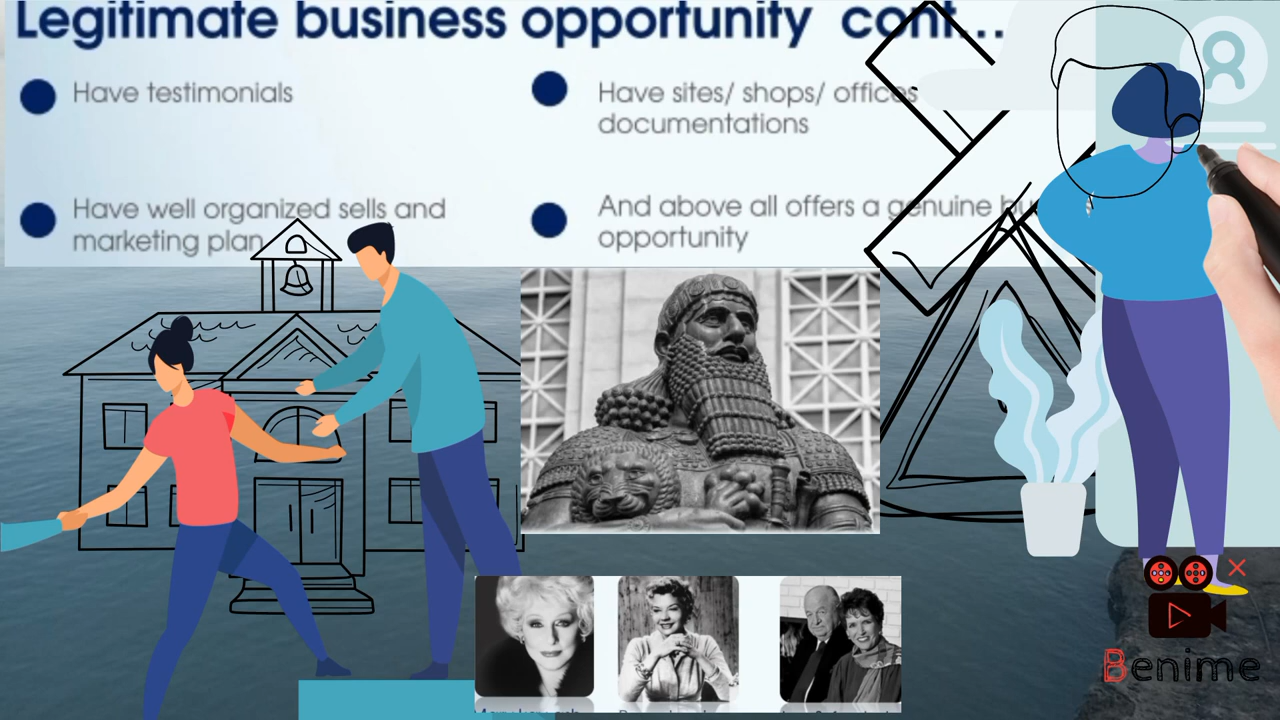 Legitimate business opportunity cont...
Have testimonials
Have sites/ shops/ offices
documentations
Have well organized sells and
marketing plan
And above all offers a genuine
opportunity
Benime